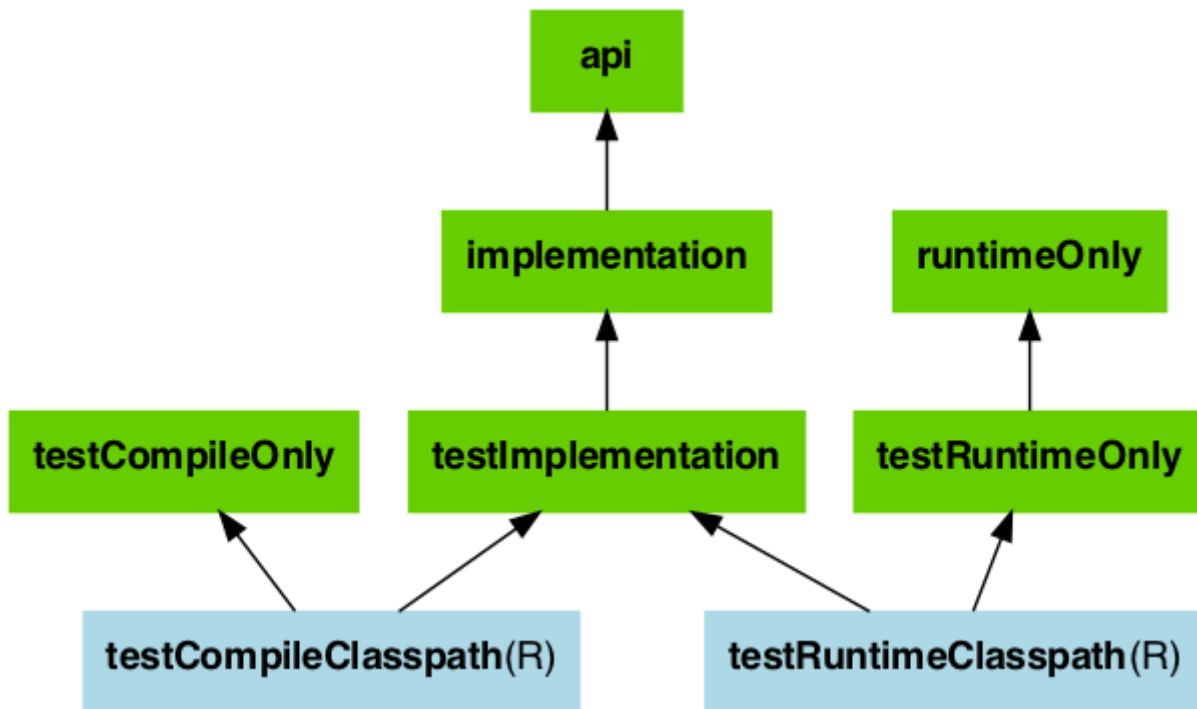 api
implementation
runtimeOnly
testCompileOnly
testImplementation
testRuntimeOnly
testCompileClasspath(R)
testRuntimeClasspath(R)